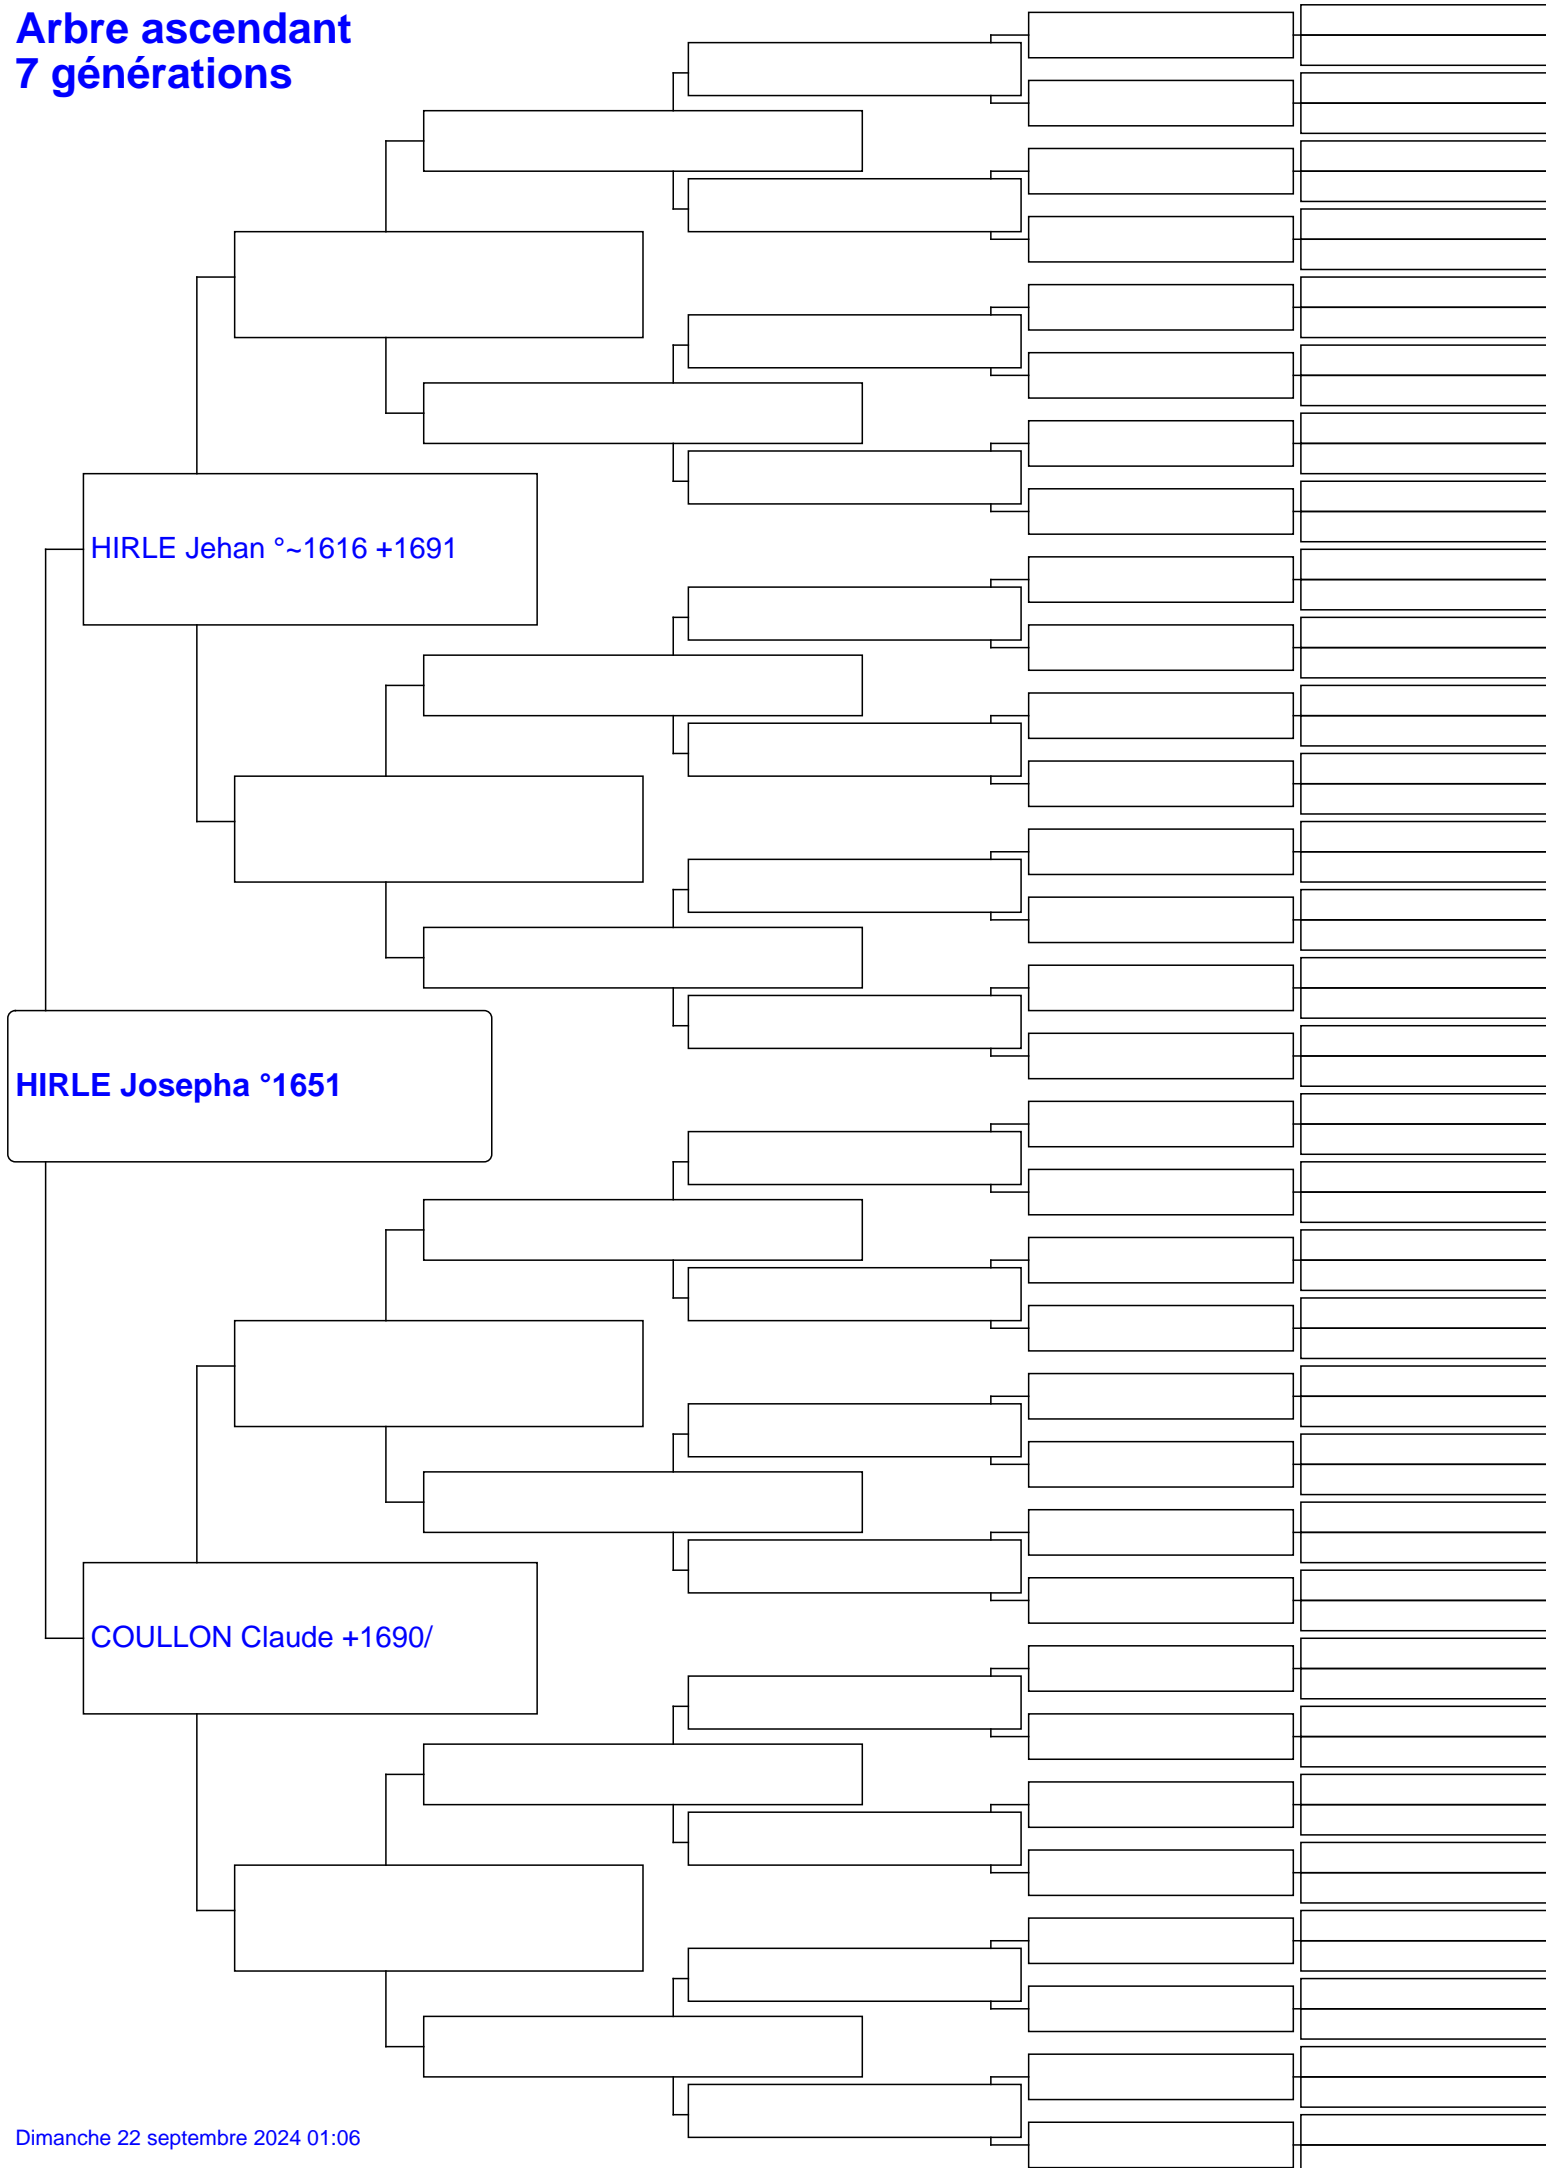 Arbre ascendant
7 générations
HIRLE Jehan °~1616 +1691
HIRLE Josepha °1651
COULLON Claude +1690/
Dimanche 22 septembre 2024 01:06